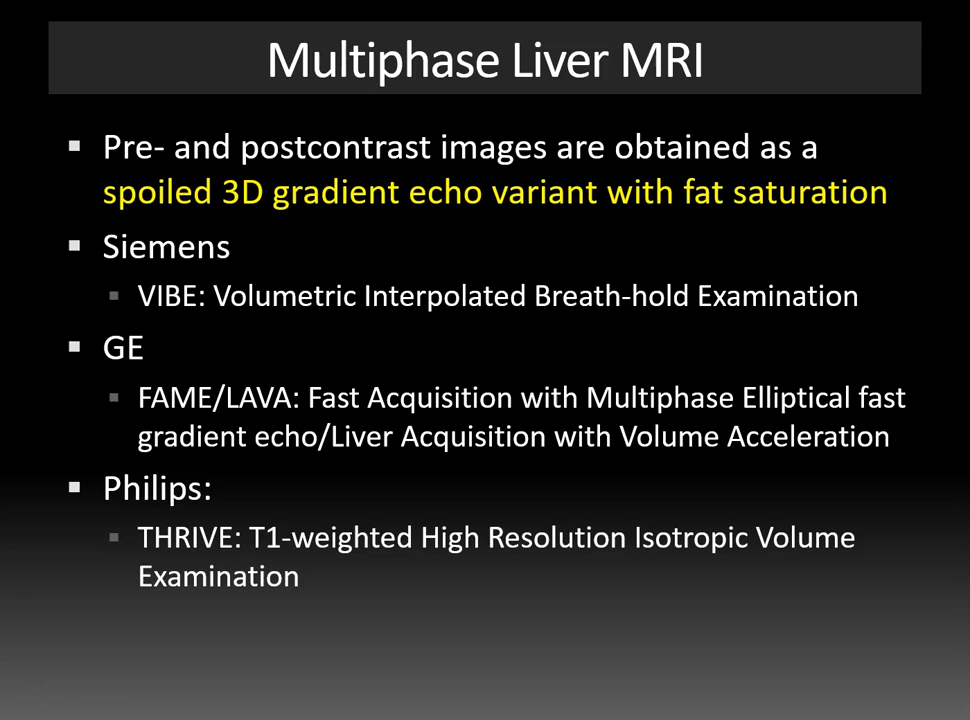 Multiphase Liver MRI
▪ Pre- and postcontrast images are obtained as a
spoiled 3D gradient echo variant with fat saturation
▪ Siemens
▪ VIBE: Volumetric Interpolated Breath-hold Examination
▪ GE
▪ FAME/LAVA: Fast Acquisition with Multiphase Elliptical fast
gradient echo/Liver Acquisition with Volume Acceleration
▪ Philips:
▪ THRIVE: T1-weighted High Resolution Isotropic Volume
Examination